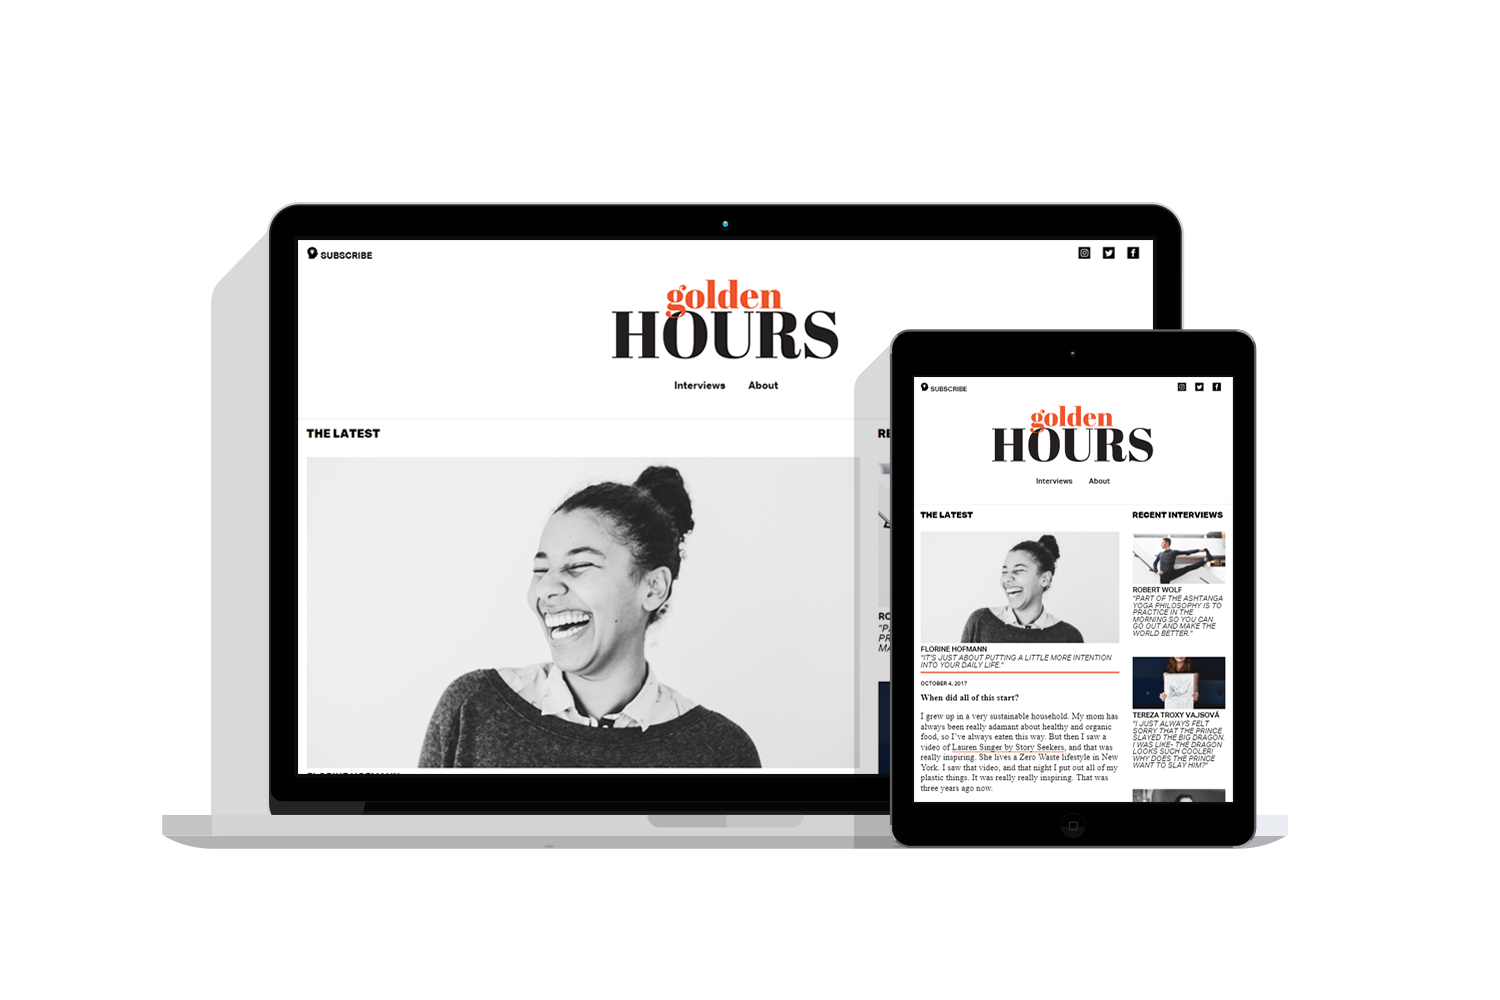 SUBSCRIBE
golden
HOURS
Interviews About
THE LATEST
SUBSCRIBE
golden
HOURS
Interviews About
THE LATEST
FLORINE HOFMANN
"IT'S JUST ABOUT PUTTING A LITTLE MORE INTENTION
INTO YOUR DAILY LIFE."
OCTOBER 4, 2017
When did all of this start?
I grew up in a very sustainable household. My mom has
always been really adamant about healthy and organic
food, so I've always eaten this way. But then I saw a
video of Lauren Singer by Story Seekers, and that was
really inspiring. She lives a Zero Waste lifestyle in New
York. I saw that video, and that night I put out all of my
plastic things. It was really really inspiring. That was
three years ago now.
RECENT INTERVIEWS
ROBERT WOLF
"PART OF THE ASHTANGA
YOGA PHILOSOPHY IS TO
PRACTICE IN THE
MORNING SO YOU CAN
GO OUT AND MAKE THE
WORLD BETTER."
TEREZA TROXY VAJSOVÁ
"I JUST ALWAYS FELT
SORRY THAT THE PRINCE
SLAYED THE BIG DRAGON.
I WAS LIKE- THE DRAGON
LOOKS SUCH COOLER!
WHY DOES THE PRINCE
WANT TO SLAY HIM?"